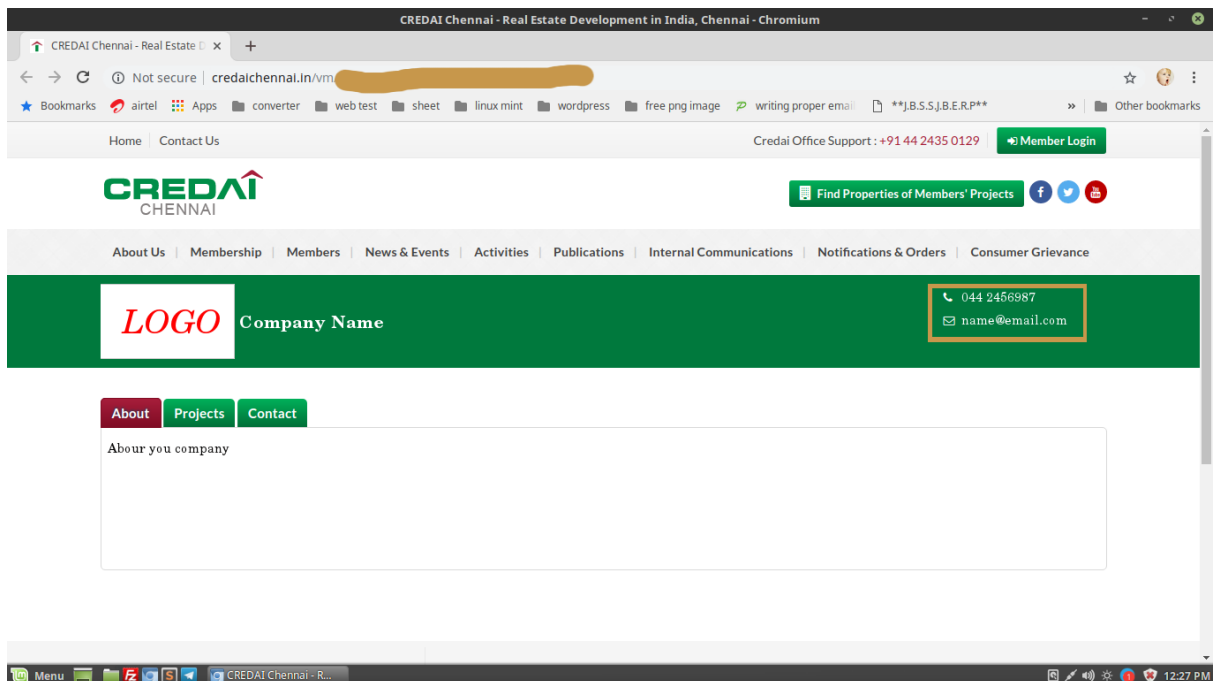 CREDAI Chennai - Real Estate Development in India, Chennai - Chromium
CREDAI Chennai - Real Estate D
Not secure | credaichennai.in/vm
Bookmarks airtel Apps converter web test sheet linux mint wordpress free png image writing proper email **J.B.S.S.J.B.E.R.P** » Other bookmarks
Home Contact Us Credai Office Support : +91 44 2435 0129 Member Login
CREDAI
CHENNAI
Find Properties of Members' Projects
About Us | Membership | Members | News & Events | Activities | Publications | Internal Communications | Notifications & Orders | Consumer Grievance
044 2456987
LOGO Company Name
name@email.com
About Projects Contact
Abour you company
Menu CREDAI Chennai - R... 12:27 PM